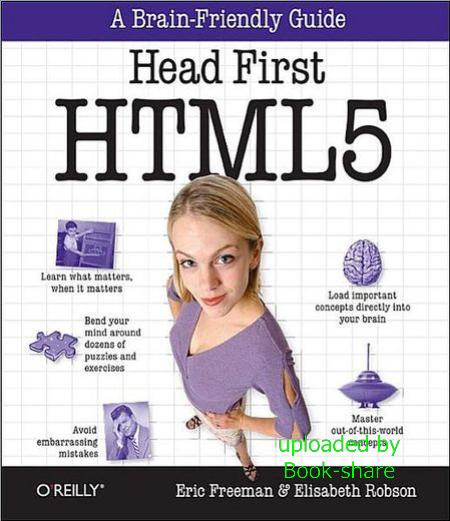 A Brain-Friendly Guide
Head First
HTML5
Learn what matters,
when it matters
Bend your
mind around
dozens of
puzzles and
exercises
Avoid
embarrassing
mistakes
Load important
concepts directly into
your brain
Master
out-of-this-world
concepts
uploaded by
Book-share
O'REILLY®
Eric Freeman & Elisabeth Robson